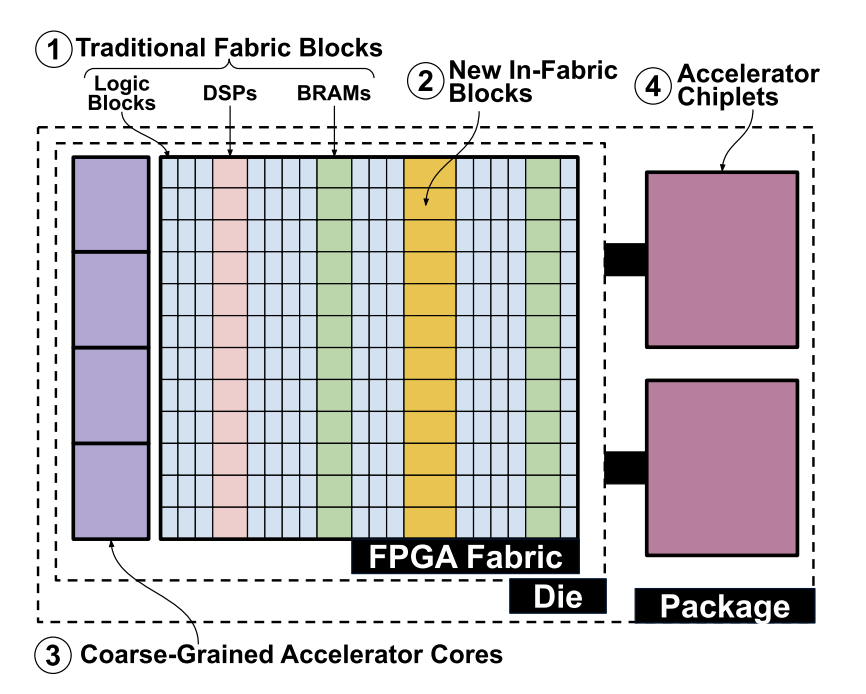 1 Traditional Fabric Blocks
Logic
Blocks
DSPs
BRAMs
2 New In-Fabric
Blocks
4 Accelerator
Chiplets
FPGA Fabric
Die
Package
3 Coarse-Grained Accelerator Cores